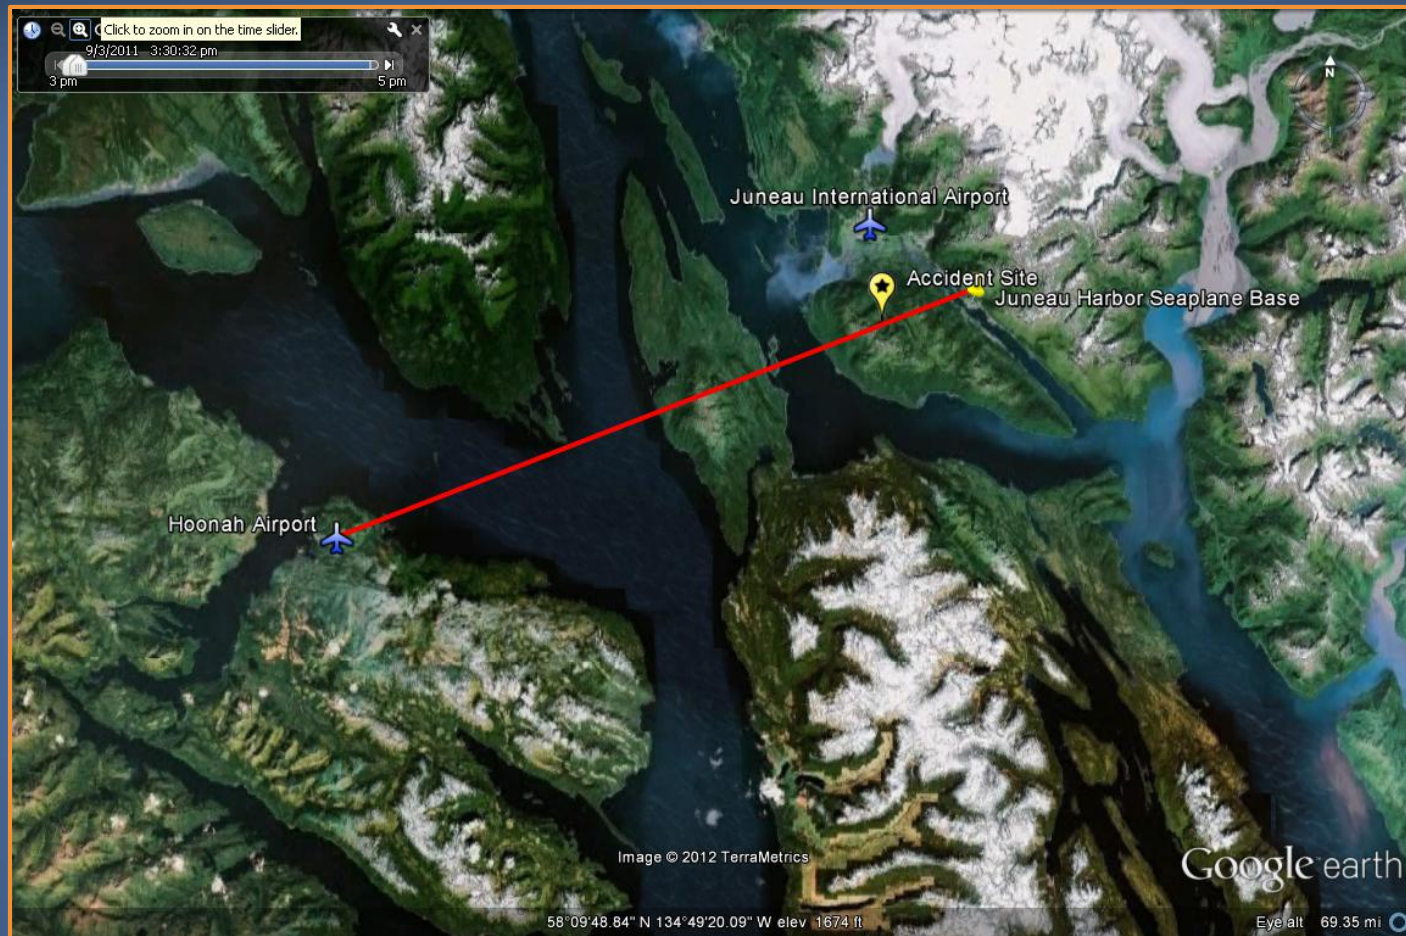 Click to zoom in on the time slider.
9/3/2011 3:30:32 pm
3 pm
5 pm
N
Juneau International Airport
Accident Site
Juneau Harbor Seaplane Base
Hoonah Airport
Image © 2012 TerraMetrics
Google earth
58°09'48.84" N 134°49'20.09" W elev 1674 ft
Eye alt 69.35 mi